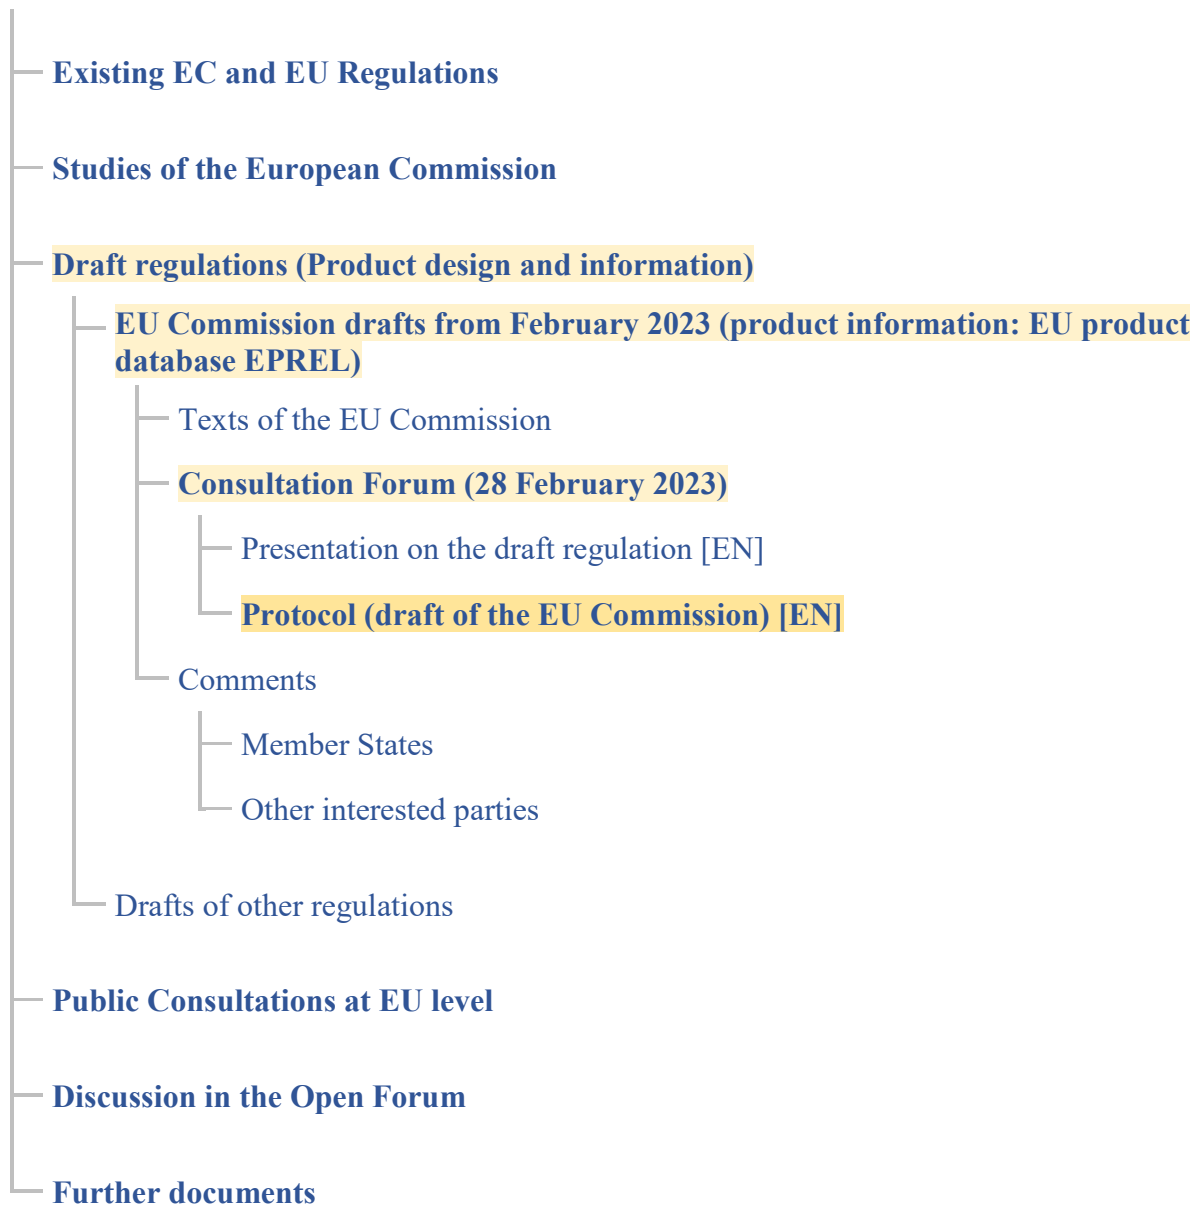 Existing EC and EU Regulations
Studies of the European Commission
Draft regulations (Product design and information)
EU Commission drafts from February 2023 (product information: EU product
database EPREL)
Texts of the EU Commission
Consultation Forum (28 February 2023)
Presentation on the draft regulation [EN]
Protocol (draft of the EU Commission) [EN]
Comments
Member States
Other interested parties
Drafts of other regulations
Public Consultations at EU level
Discussion in the Open Forum
Further documents